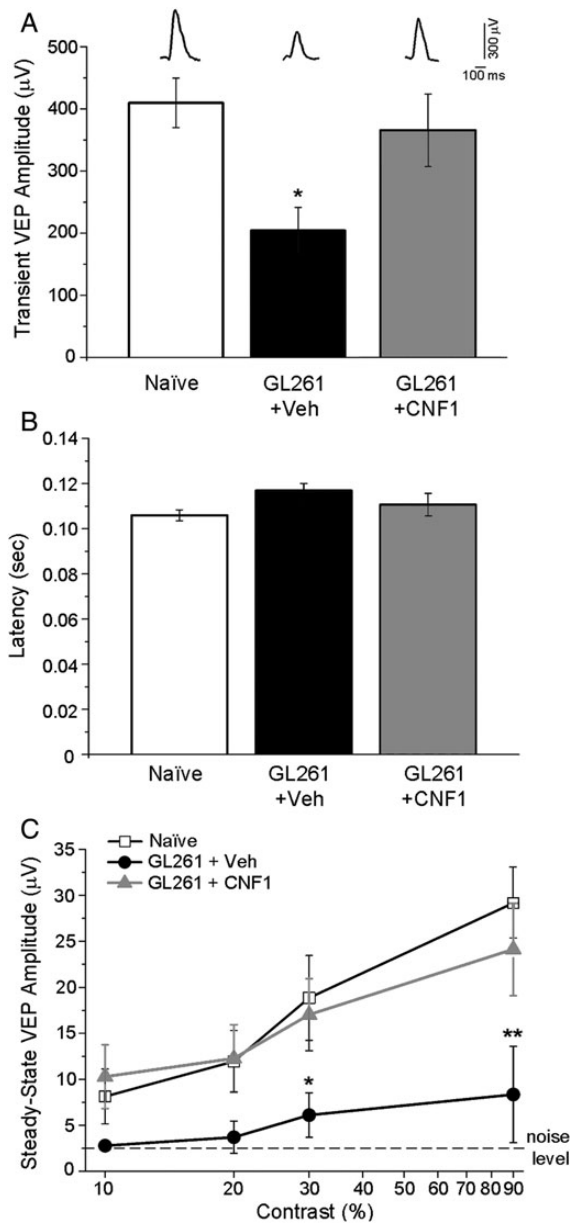 A
300 µV
100 ms
Transient VEP Amplitude (µV)
500
400
300
200
100
0
*
Naïve
GL261
+Veh
GL261
+CNF1
B
Latency (sec)
0.14
0.12
0.10
0.08
0.06
0.04
0.02
0
Naïve
GL261
+Veh
GL261
+CNF1
C
Naïve
GL261 + Veh
GL261 + CNF1
Steady-State VEP Amplitude (µV)
35
30
25
20
15
10
5
0
*
**
noise
level
10
20
30
40
50
60
70
80
90
Contrast (%)